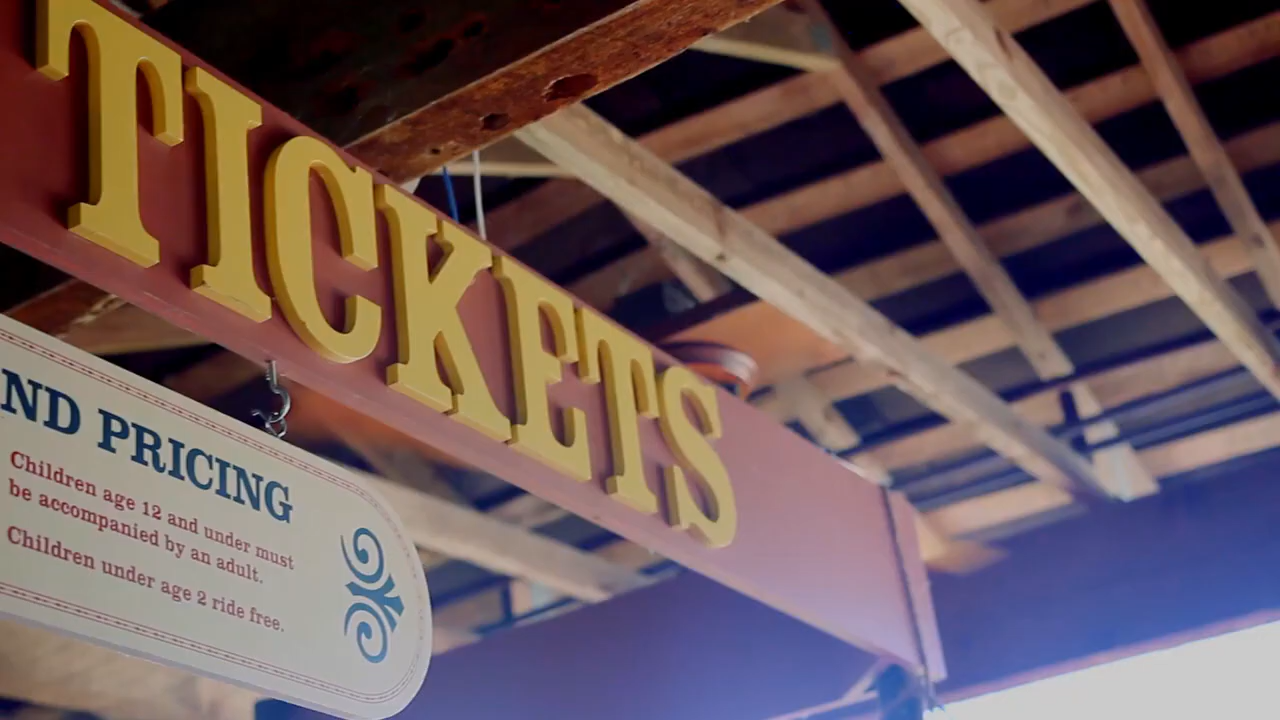 TICKETS
ND PRICING
Children age 12 and under must
be accompanied by an adult.
Children under age 2 ride free.